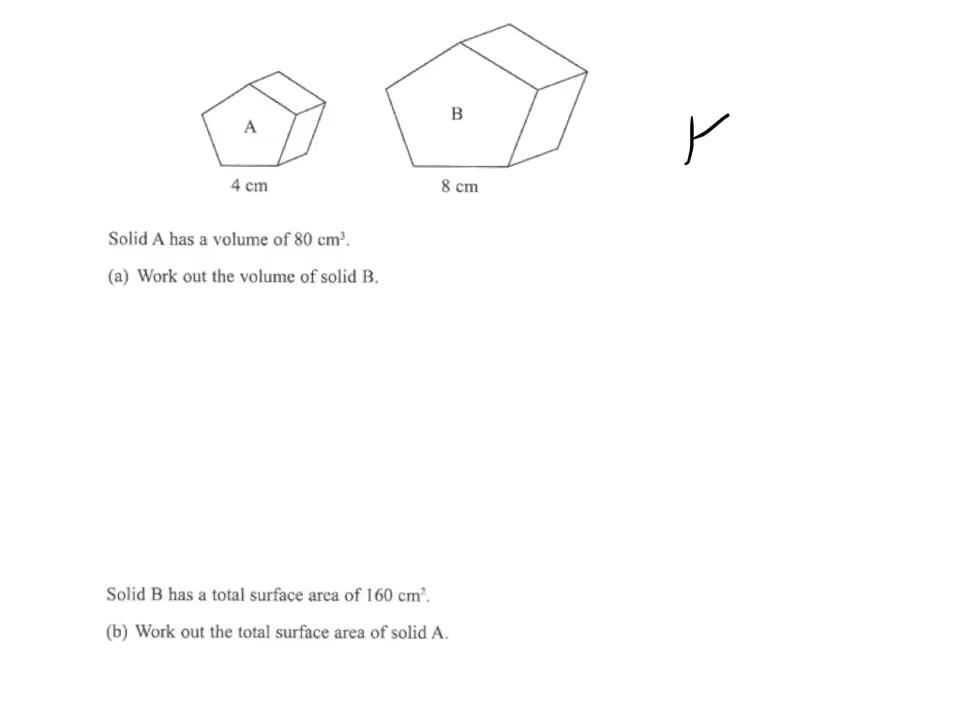 A
B
4 cm
8 cm
Solid A has a volume of 80 cm³.
(a) Work out the volume of solid B.
Solid B has a total surface area of 160 cm².
(b) Work out the total surface area of solid A.